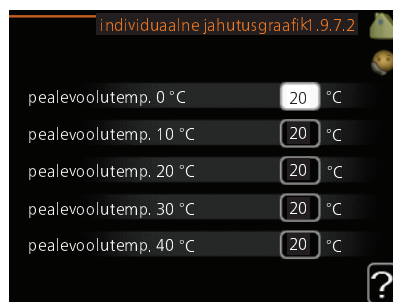 individuaalne jahutusgraafik1.9.7.2
pealevoolutemp. 0 °C 20 °C
pealevoolutemp. 10 °C 20 °C
pealevoolutemp. 20 °C 20 °C
pealevoolutemp. 30 °C 20 °C
pealevoolutemp. 40 °C 20 °C
?